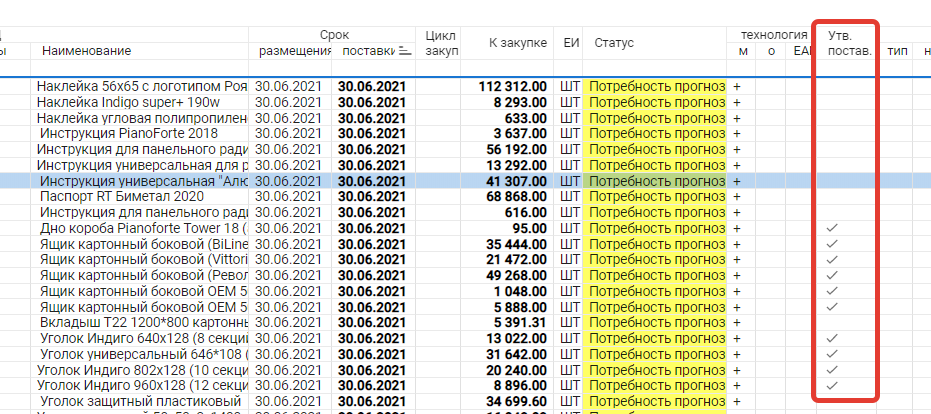 Срок Цикл технология Утв.
Наименование размещения поставки закуп К закупке ЕИ Статус м о постав. тип
Наклейка 56x65 с логотипом Роя 30.06.2021 30.06.2021 112 312.00 ШТ Потребность прогноз +
Наклейка Indigo super+ 190w 30.06.2021 30.06.2021 8 293.00 ШТ Потребность прогноз +
Наклейка угловая полипропилен 30.06.2021 30.06.2021 633.00 ШТ Потребность прогноз +
Инструкция PianoForte 2018 30.06.2021 30.06.2021 3 637.00 ШТ Потребность прогноз +
Инструкция для панельного ради 30.06.2021 30.06.2021 56 192.00 ШТ Потребность прогноз +
Инструкция универсальная для р 30.06.2021 30.06.2021 13 292.00 ШТ Потребность прогноз +
Инструкция универсальная "Алю 30.06.2021 30.06.2021 41 307.00 ШТ Потребность прогноз +
Паспорт RT Биметал 2020 30.06.2021 30.06.2021 68 868.00 ШТ Потребность прогноз +
Инструкция для панельного ради 30.06.2021 30.06.2021 616.00 ШТ Потребность прогноз +
Дно короба Pianoforte Tower 18 ( 30.06.2021 30.06.2021 95.00 ШТ Потребность прогноз + ✓
Ящик картонный боковой (BiLine 30.06.2021 30.06.2021 35 444.00 ШТ Потребность прогноз + ✓
Ящик картонный боковой (Vittori 30.06.2021 30.06.2021 21 472.00 ШТ Потребность прогноз + ✓
Ящик картонный боковой (Револ 30.06.2021 30.06.2021 49 268.00 ШТ Потребность прогноз + ✓
Ящик картонный боковой OEM 5 30.06.2021 30.06.2021 1 048.00 ШТ Потребность прогноз + ✓
Ящик картонный боковой OEM 5 30.06.2021 30.06.2021 5 888.00 ШТ Потребность прогноз + ✓
Вкладыш Т22 1200*800 картонны 30.06.2021 30.06.2021 5 391.31 ШТ Потребность прогноз +
Уголок Индиго 640x128 (8 секций 30.06.2021 30.06.2021 13 022.00 ШТ Потребность прогноз + ✓
Уголок универсальный 646*108 ( 30.06.2021 30.06.2021 31 642.00 ШТ Потребность прогноз + ✓
Уголок Индиго 802x128 (10 секци 30.06.2021 30.06.2021 20 240.00 ШТ Потребность прогноз + ✓
Уголок Индиго 960x128 (12 секци 30.06.2021 30.06.2021 8 896.00 ШТ Потребность прогноз + ✓
Уголок защитный пластиковый 30.06.2021 30.06.2021 34 699.60 ШТ Потребность прогноз +